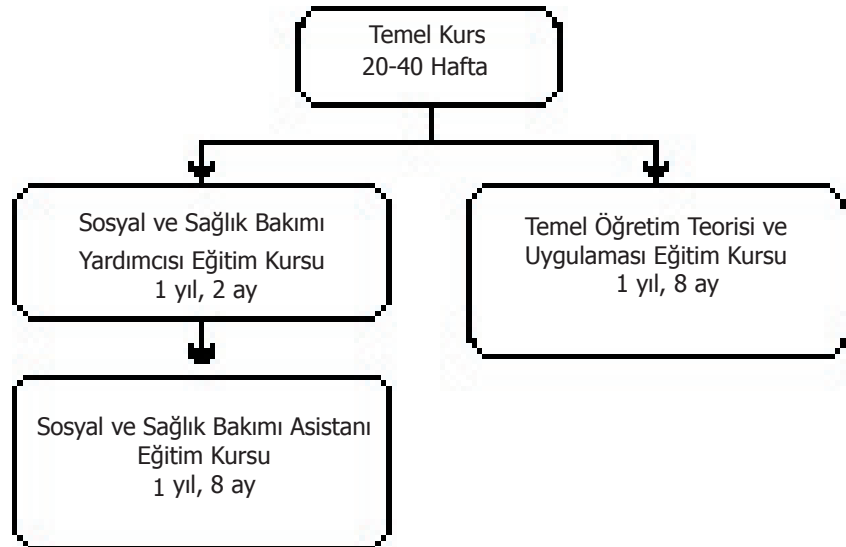 Temel Kurs
20-40 Hafta
Sosyal ve Sağlık Bakımı
Yardımcısı Eğitim Kursu
1 yıl, 2 ay
Temel Öğretim Teorisi ve
Uygulaması Eğitim Kursu
1 yıl, 8 ay
Sosyal ve Sağlık Bakımı Asistanı
Eğitim Kursu
1 yıl, 8 ay